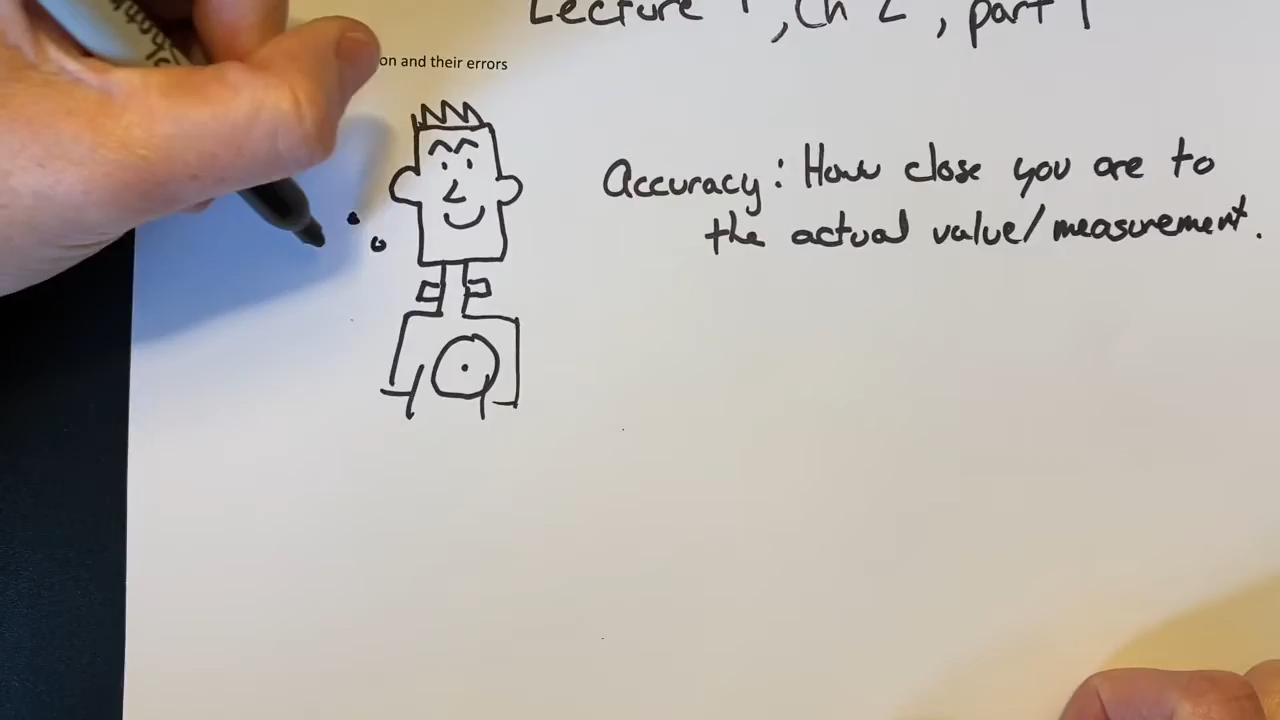 Lecture 1, Ch 2, part 1
on and their errors
Accuracy: How close you are to
the actual value/measurement.